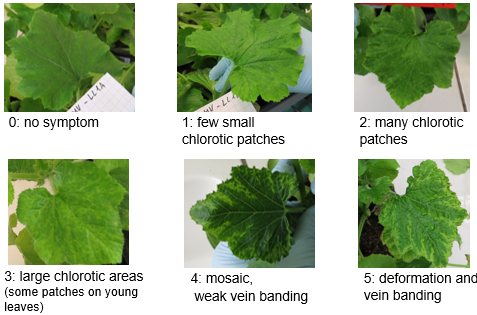 0: no symptom
1: few small
chlorotic patches
2: many chlorotic
patches
3: large chlorotic areas
(some patches on young
leaves)
4: mosaic,
weak vein banding
5: deformation and
vein banding